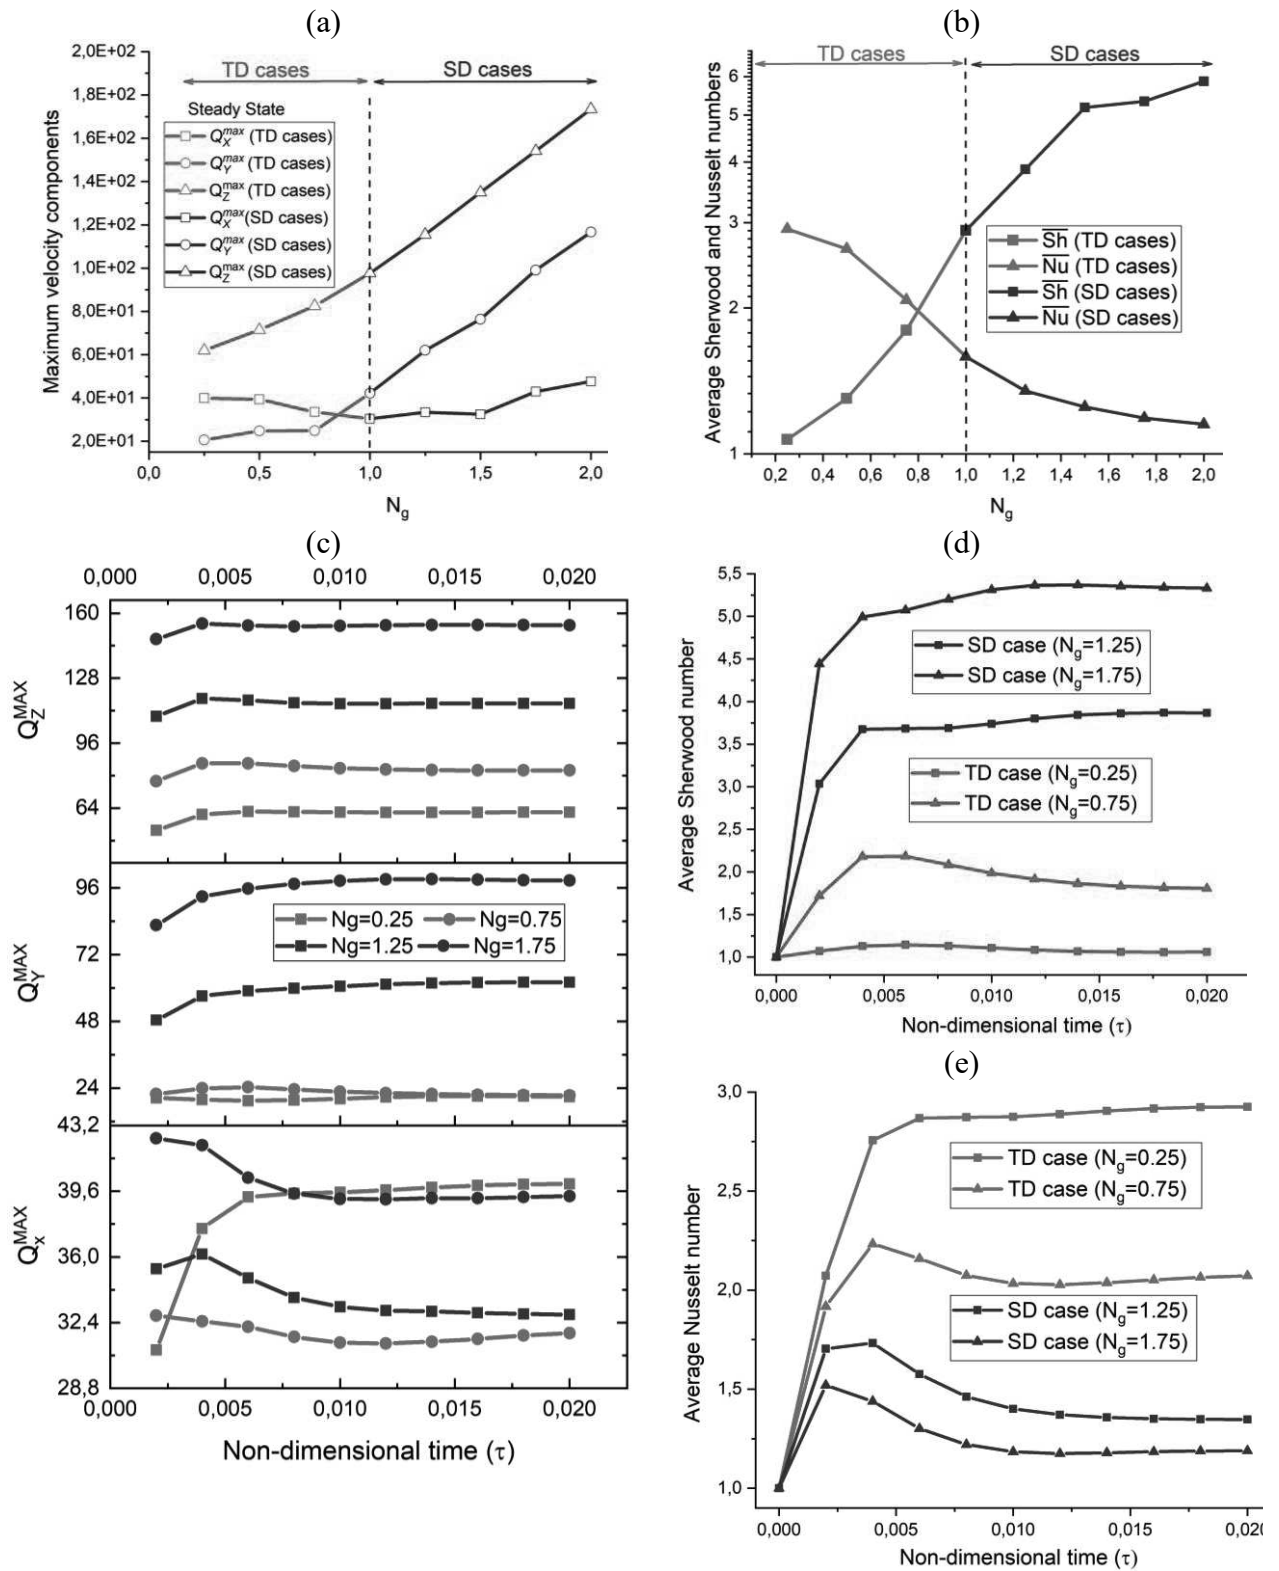 (a)
2,0E+02
1,8E+02
1,6E+02
1,4E+02
1,2E+02
1,0E+02
8,0E+01
6,0E+01
4,0E+01
2,0E+01
Maximum velocity components
TD cases
SD cases
Steady State
Q_X^max (TD cases)
Q_Y^max (TD cases)
Q_Z^max (TD cases)
Q_X^max (SD cases)
Q_Y^max (SD cases)
Q_Z^max (SD cases)
0,0 0,5 1,0 1,5 2,0
N_g
(b)
6
5
4
3
2
1
Average Sherwood and Nusselt numbers
TD cases
SD cases
S̅h̅ (TD cases)
N̅u̅ (TD cases)
S̅h̅ (SD cases)
N̅u̅ (SD cases)
0,2 0,4 0,6 0,8 1,0 1,2 1,4 1,6 1,8 2,0
N_g
(c)
0,000 0,005 0,010 0,015 0,020
160
128
96
64
Q_Z^MAX
96
72
48
24
Q_Y^MAX
Ng=0.25 Ng=0.75
Ng=1.25 Ng=1.75
43,2
39,6
36,0
32,4
28,8
Q_x^MAX
0,000 0,005 0,010 0,015 0,020
Non-dimensional time (τ)
(d)
5,5
5,0
4,5
4,0
3,5
3,0
2,5
2,0
1,5
1,0
Average Sherwood number
SD case (N_g=1.25)
SD case (N_g=1.75)
TD case (N_g=0.25)
TD case (N_g=0.75)
0,000 0,005 0,010 0,015 0,020
Non-dimensional time (τ)
(e)
3,0
2,5
2,0
1,5
1,0
Average Nusselt number
TD case (N_g=0.25)
TD case (N_g=0.75)
SD case (N_g=1.25)
SD case (N_g=1.75)
0,000 0,005 0,010 0,015 0,020
Non-dimensional time (τ)